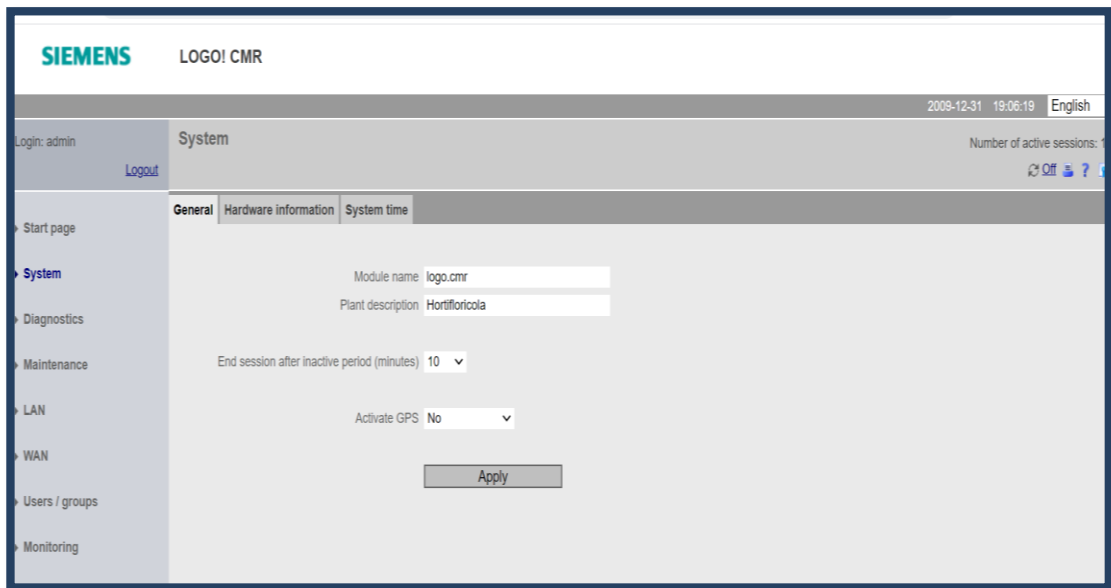 SIEMENS LOGO! CMR
2009-12-31 19:06:19 English
Login: admin System Number of active sessions: 1
Logout Off ?
General Hardware information System time
Start page
System
Module name logo.cmr
Plant description Hortifloricola
Diagnostics
Maintenance
End session after inactive period (minutes) 10
LAN
Activate GPS No
WAN
Apply
Users / groups
Monitoring